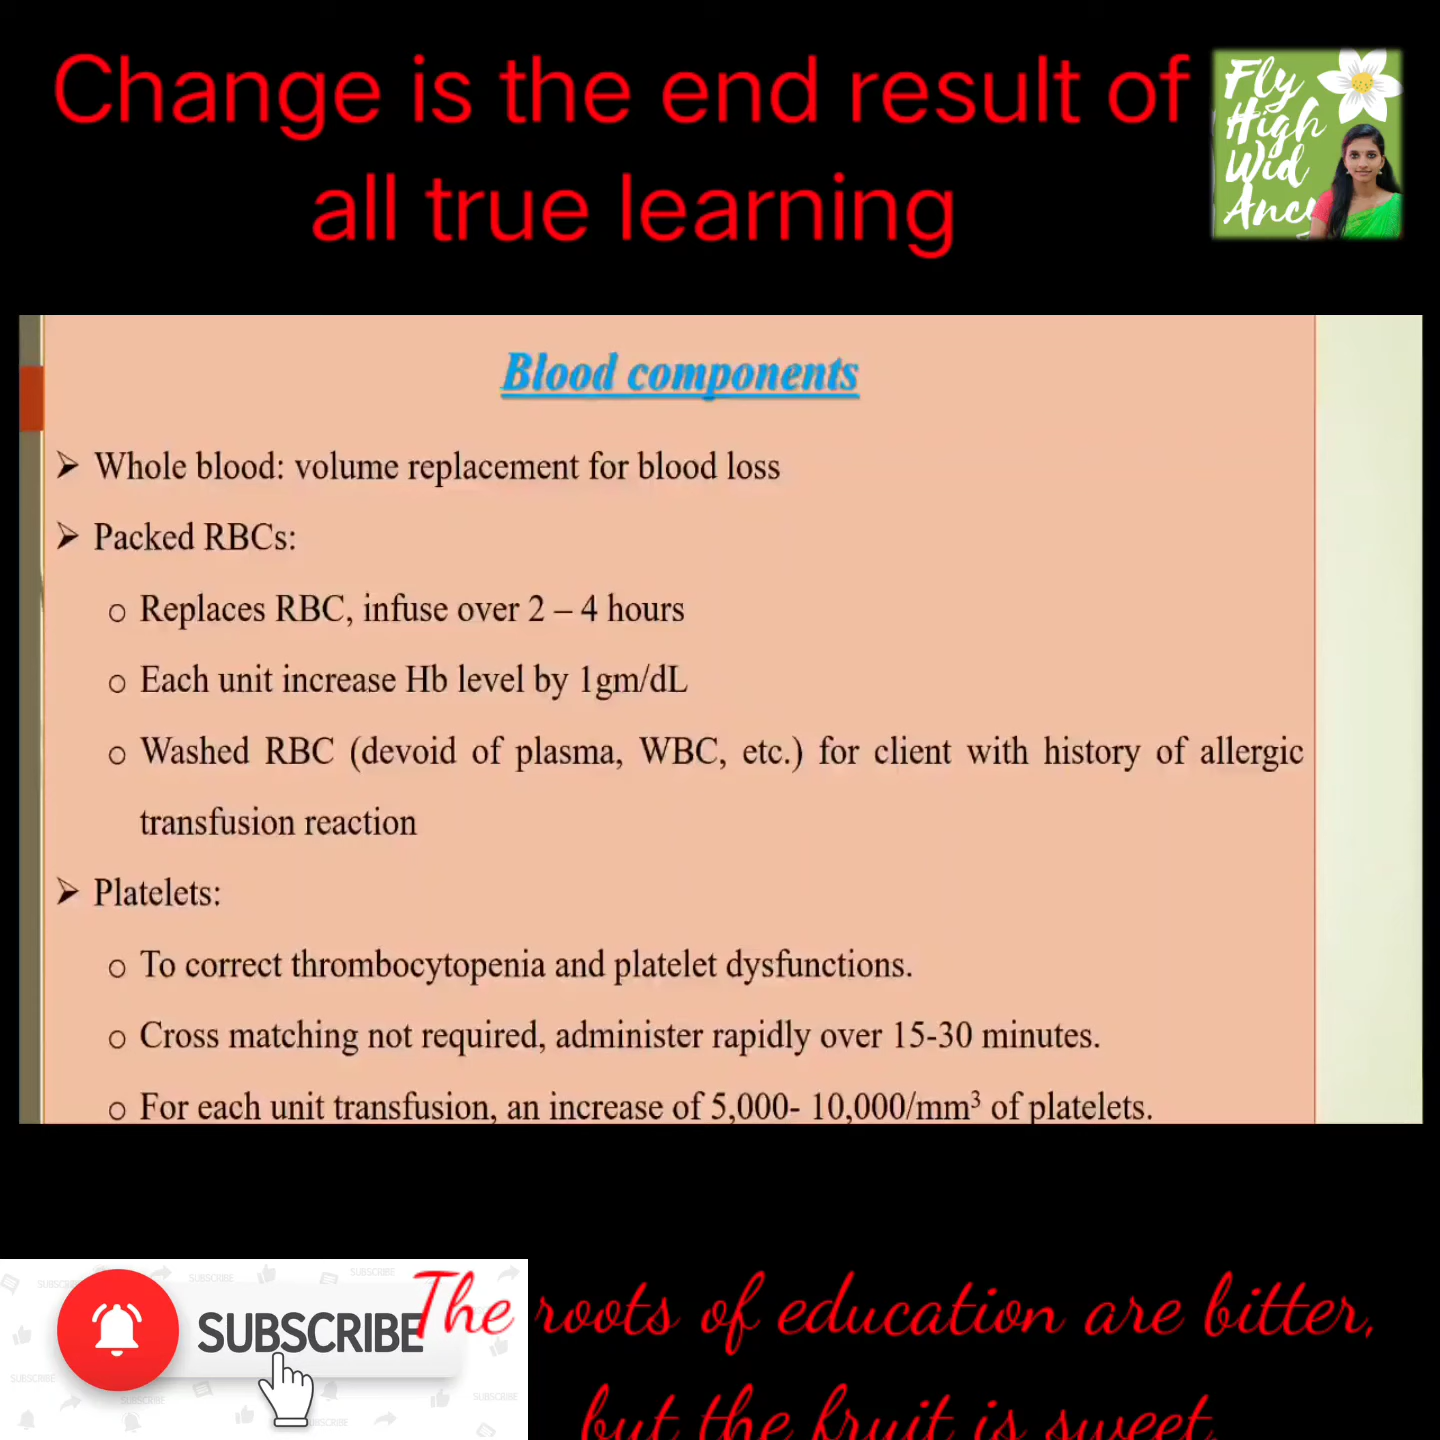 Change is the end result of
all true learning
Fly
High
Wid
Ancy
Blood components
➤ Whole blood: volume replacement for blood loss
➤ Packed RBCs:
o Replaces RBC, infuse over 2 – 4 hours
o Each unit increase Hb level by 1gm/dL
o Washed RBC (devoid of plasma, WBC, etc.) for client with history of allergic
transfusion reaction
➤ Platelets:
o To correct thrombocytopenia and platelet dysfunctions.
o Cross matching not required, administer rapidly over 15-30 minutes.
o For each unit transfusion, an increase of 5,000- 10,000/mm³ of platelets.
SUBSCRIBE
The roots of education are bitter,
but the fruit is sweet.